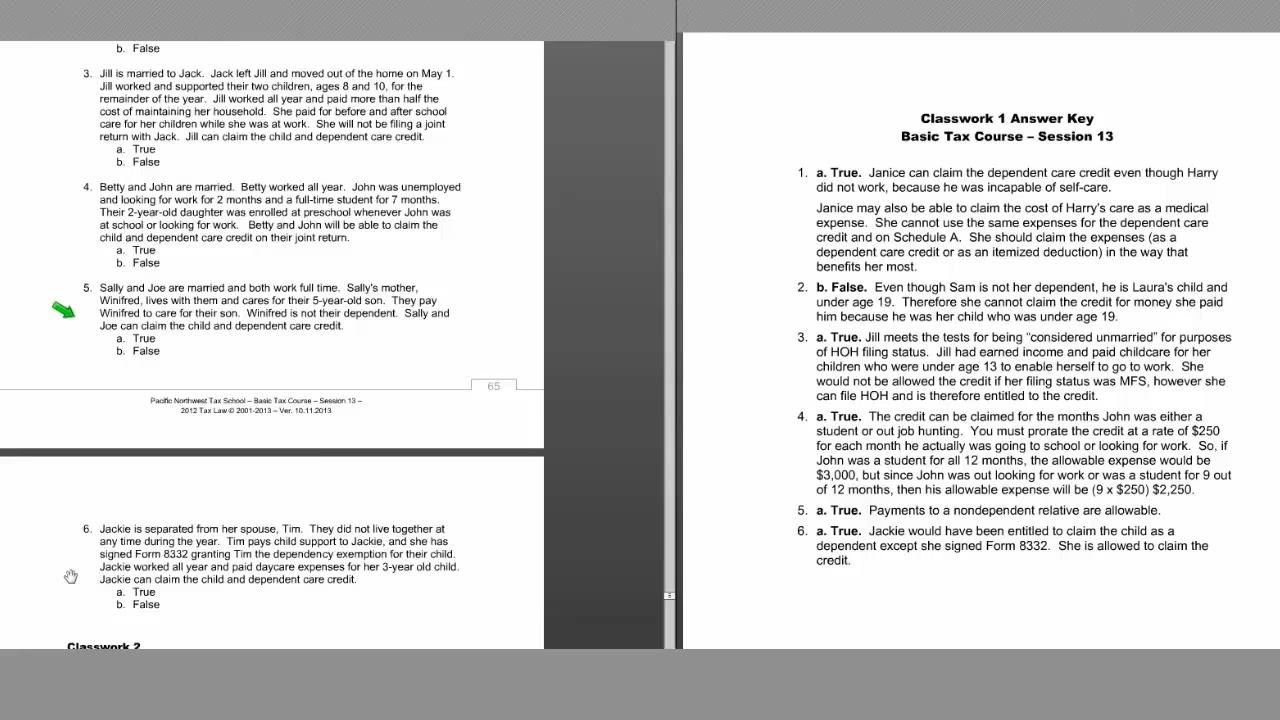 b. False
3. Jill is married to Jack. Jack left Jill and moved out of the home on May 1.
Jill worked and supported their two children, ages 8 and 10, for the
remainder of the year. Jill worked all year and paid more than half the
cost of maintaining her household. She paid for before and after school
care for her children while she was at work. She will not be filing a joint
return with Jack. Jill can claim the child and dependent care credit.
a. True
b. False
4. Betty and John are married. Betty worked all year. John was unemployed
and looking for work for 2 months and a full-time student for 7 months.
Their 2-year-old daughter was enrolled at preschool whenever John was
at school or looking for work. Betty and John will be able to claim the
child and dependent care credit on their joint return.
a. True
b. False
5. Sally and Joe are married and both work full time. Sally's mother,
Winifred, lives with them and cares for their 5-year-old son. They pay
Winifred to care for their son. Winifred is not their dependent. Sally and
Joe can claim the child and dependent care credit.
a. True
b. False
65
Pacific Northwest Tax School – Basic Tax Course – Session 13 –
2012 Tax Law © 2001-2013 – Ver. 10.11.2013
6. Jackie is separated from her spouse, Tim. They did not live together at
any time during the year. Tim pays child support to Jackie, and she has
signed Form 8332 granting Tim the dependency exemption for their child.
Jackie worked all year and paid daycare expenses for her 3-year old child.
Jackie can claim the child and dependent care credit.
a. True
b. False
Classwork 2
Classwork 1 Answer Key
Basic Tax Course – Session 13
1. a. True. Janice can claim the dependent care credit even though Harry
did not work, because he was incapable of self-care.
Janice may also be able to claim the cost of Harry's care as a medical
expense. She cannot use the same expenses for the dependent care
credit and on Schedule A. She should claim the expenses (as a
dependent care credit or as an itemized deduction) in the way that
benefits her most.
2. b. False. Even though Sam is not her dependent, he is Laura's child and
under age 19. Therefore she cannot claim the credit for money she paid
him because he was her child who was under age 19.
3. a. True. Jill meets the tests for being “considered unmarried” for purposes
of HOH filing status. Jill had earned income and paid childcare for her
children who were under age 13 to enable herself to go to work. She
would not be allowed the credit if her filing status was MFS, however she
can file HOH and is therefore entitled to the credit.
4. a. True. The credit can be claimed for the months John was either a
student or out job hunting. You must prorate the credit at a rate of $250
for each month he actually was going to school or looking for work. So, if
John was a student for all 12 months, the allowable expense would be
$3,000, but since John was out looking for work or was a student for 9 out
of 12 months, then his allowable expense will be (9 x $250) $2,250.
5. a. True. Payments to a nondependent relative are allowable.
6. a. True. Jackie would have been entitled to claim the child as a
dependent except she signed Form 8332. She is allowed to claim the
credit.